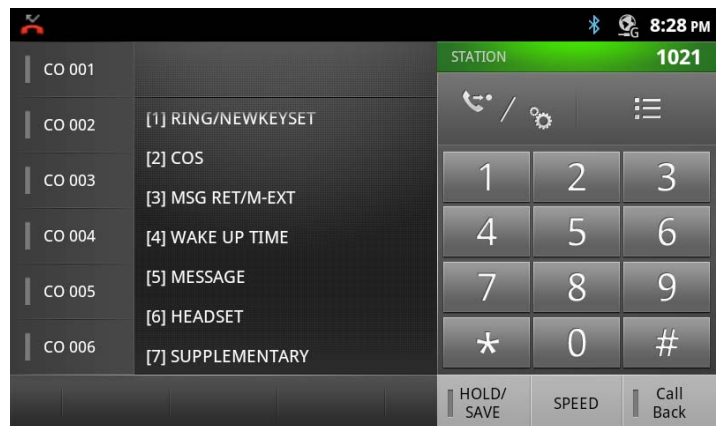 8:28 PM
CO 001
CO 002
CO 003
CO 004
CO 005
CO 006
[1] RING/NEWKEYSET
[2] COS
[3] MSG RET/M-EXT
[4] WAKE UP TIME
[5] MESSAGE
[6] HEADSET
[7] SUPPLEMENTARY
STATION 1021
/
1 2 3
4 5 6
7 8 9
* 0 #
HOLD/
SAVE
SPEED
Call
Back